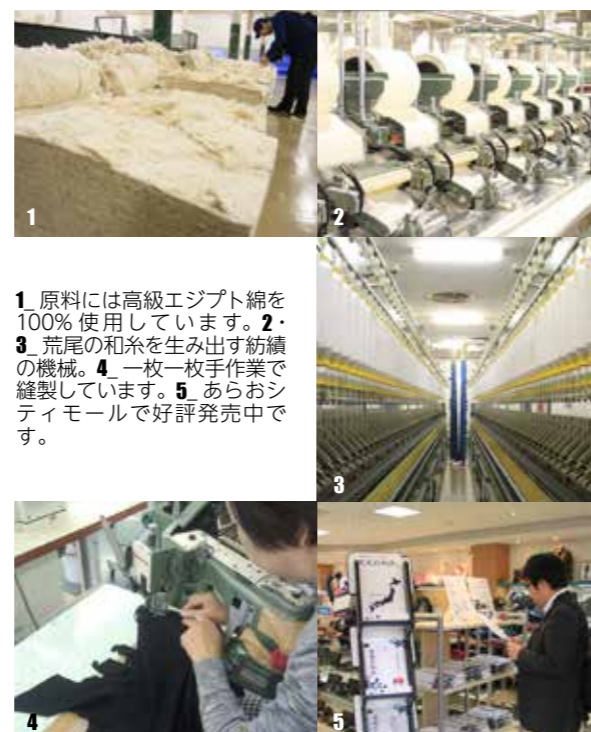 1
2
1_ 原料には高級エジプト綿を
100% 使用しています。2・
3_ 荒尾の和糸を生み出す紡績
の機械。4_ 一枚一枚手作業で
縫製しています。5_ あらおシ
ティモールで好評発売中で
す。
3
4
5